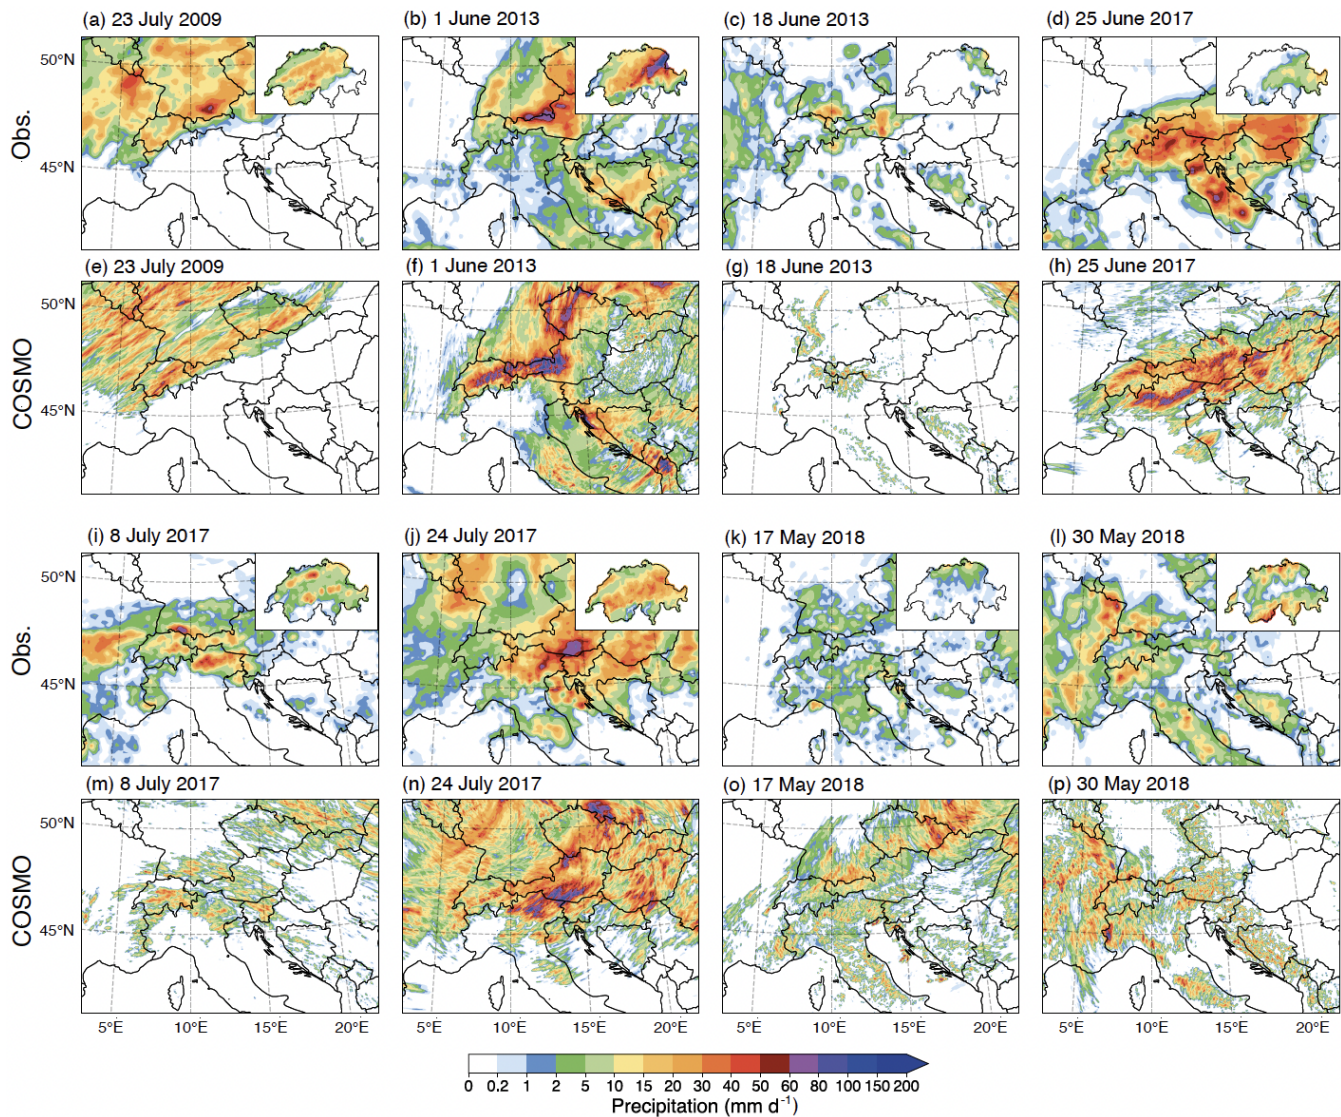 (a) 23 July 2009 (b) 1 June 2013 (c) 18 June 2013 (d) 25 June 2017
Obs.
50°N
45°N
(e) 23 July 2009 (f) 1 June 2013 (g) 18 June 2013 (h) 25 June 2017
COSMO
50°N
45°N
(i) 8 July 2017 (j) 24 July 2017 (k) 17 May 2018 (l) 30 May 2018
Obs.
50°N
45°N
(m) 8 July 2017 (n) 24 July 2017 (o) 17 May 2018 (p) 30 May 2018
COSMO
50°N
45°N
5°E 10°E 15°E 20°E 5°E 10°E 15°E 20°E 5°E 10°E 15°E 20°E 5°E 10°E 15°E 20°E
0 0.2 1 2 5 10 15 20 30 40 50 60 80 100 150 200
Precipitation (mm d⁻¹)